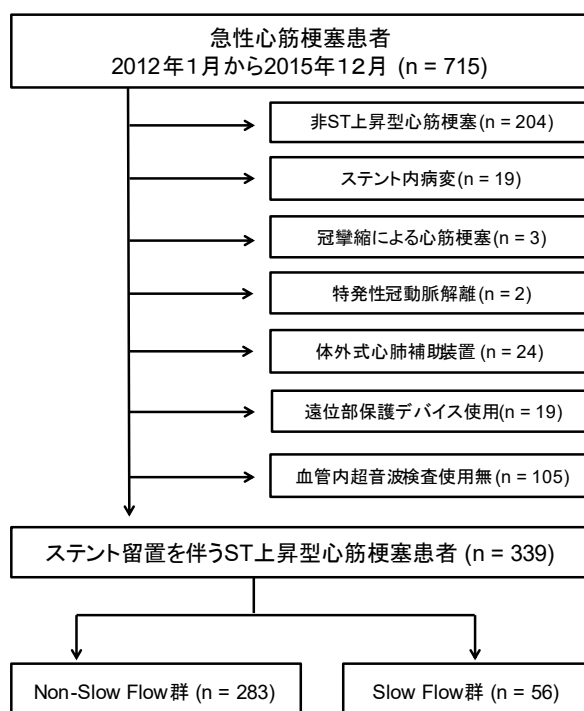 急性心筋梗塞患者
2012年1月から2015年12月 (n = 715)
非ST上昇型心筋梗塞(n = 204)
ステント内病変(n = 19)
冠攣縮による心筋梗塞(n = 3)
特発性冠動脈解離(n = 2)
体外式心肺補助装置(n = 24)
遠位部保護デバイス使用(n = 19)
血管内超音波検査使用無(n = 105)
ステント留置を伴うST上昇型心筋梗塞患者 (n = 339)
Non-Slow Flow群 (n = 283)
Slow Flow群 (n = 56)